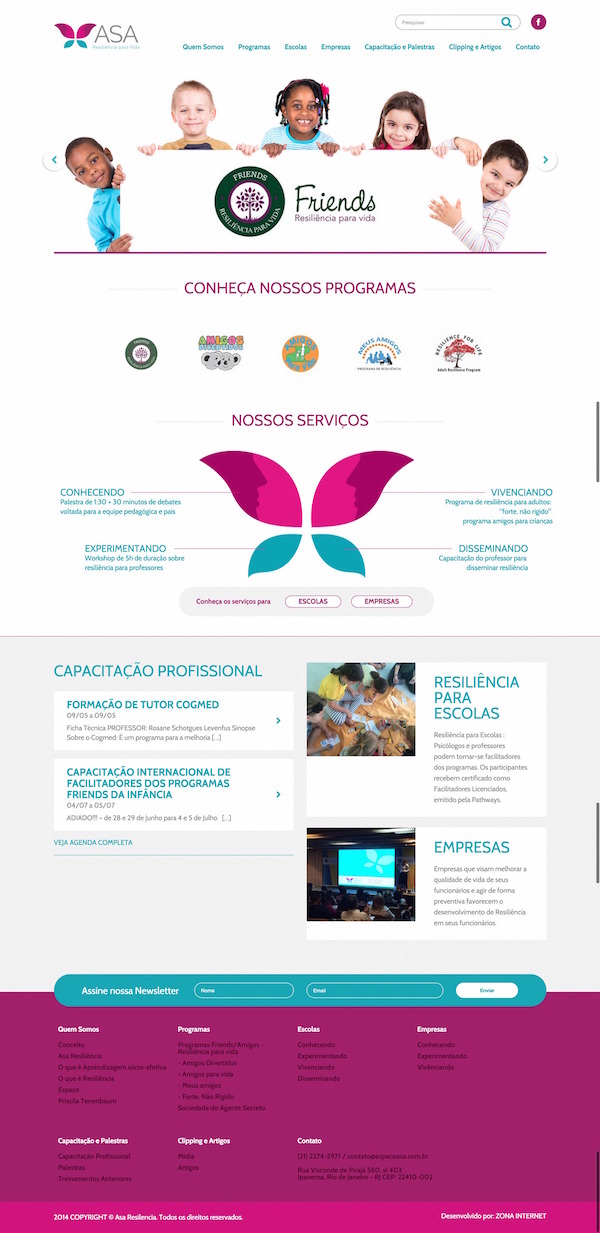 Pesquisar
f
ASA
Resiliência para Vida
Quem Somos Programas Escolas Empresas Capacitação e Palestras Clipping e Artigos Contato
FRIENDS
RESILIÊNCIA PARA VIDA
Friends
Resiliência para vida
CONHEÇA NOSSOS PROGRAMAS
FRIENDS
AMIGOS
DIVERTIDOS
MEUS AMIGOS
PROGRAMA DE RESILIÊNCIA
RESILIENCE FOR LIFE
Adult Resilience Program
NOSSOS SERVIÇOS
CONHECENDO
Palestra de 1:30 + 30 minutos de debates
voltada para a equipe pedagógica e pais
VIVENCIANDO
Programa de resiliência para adultos:
"forte, não rígido"
programa amigos para crianças
EXPERIMENTANDO
Workshop de 5h de duração sobre
resiliência para professores
DISSEMINANDO
Capacitação do professor para
disseminar resiliência
Conheça os serviços para ESCOLAS EMPRESAS
CAPACITAÇÃO PROFISSIONAL
FORMAÇÃO DE TUTOR COGMED
09/05 a 09/05
Ficha Técnica PROFESSOR: Rosane Schotgues Levenfus Sinopse
Sobre o Cogmed: É um programa para a melhoria [...]
CAPACITAÇÃO INTERNACIONAL DE
FACILITADORES DOS PROGRAMAS
FRIENDS DA INFÂNCIA
04/07 a 05/07
ADIADO!!! – de 28 e 29 de Junho para 4 e 5 de Julho [...]
VEJA AGENDA COMPLETA
RESILIÊNCIA
PARA
ESCOLAS
Resiliência para Escolas :
Psicólogos e professores
podem tornar-se facilitadores
dos programas. Os participantes
recebem certificado como
Facilitadores Licenciados,
emitido pela Pathways.
EMPRESAS
Empresas que visam melhorar a
qualidade de vida de seus
funcionários e agir de forma
preventiva favorecem o
desenvolvimento de Resiliência
em seus funcionários.
Assine nossa Newsletter Nome Email Enviar
Quem Somos
Conceito
Asa Resiliência
O que é Aprendizagem sócio-afetiva
O que é Resiliência
Espaço
Priscila Tenenbaum
Programas
Programas Friends/Amigos –
Resiliência para vida
- Amigos Divertidos
- Amigos para vida
- Meus amigos
- Forte, Não Rígido
Sociedade do Agente Secreto
Escolas
Conhecendo
Experimentando
Vivenciando
Disseminando
Empresas
Conhecendo
Experimentando
Vivênciando
Capacitação e Palestras
Capacitação Profissional
Palestras
Treinamentos Anteriores
Clipping e Artigos
Mídia
Artigos
Contato
(21) 2274-5971 / contato@espacoasa.com.br
Rua Visconde de Pirajá 580, sl 403
Ipanema, Rio de Janeiro - RJ CEP: 22410-002
2014 COPYRIGHT © Asa Resilencia. Todos os direitos reservados.
Desenvolvido por: ZONA INTERNET